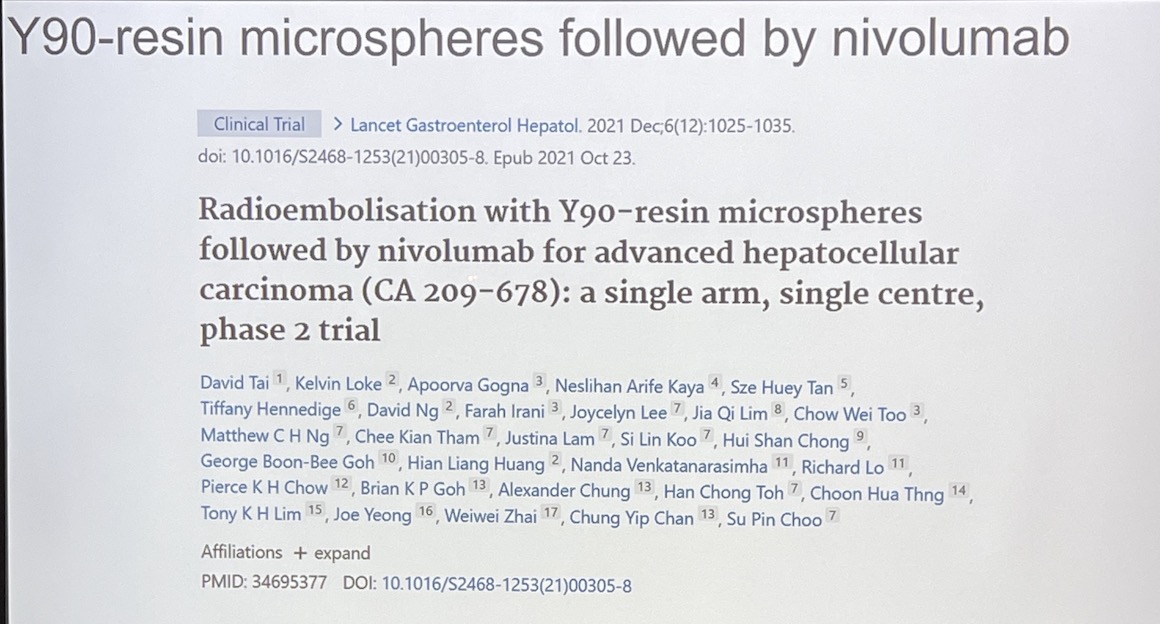 Y90-resin microspheres followed by nivolumab
Clinical Trial > Lancet Gastroenterol Hepatol. 2021 Dec;6(12):1025-1035.
doi: 10.1016/S2468-1253(21)00305-8. Epub 2021 Oct 23.
Radioembolisation with Y90-resin microspheres
followed by nivolumab for advanced hepatocellular
carcinoma (CA 209-678): a single arm, single centre,
phase 2 trial
David Tai 1, Kelvin Loke 2, Apoorva Gogna 3, Neslihan Arife Kaya 4, Sze Huey Tan 5,
Tiffany Hennedige 6, David Ng 2, Farah Irani 3, Joycelyn Lee 7, Jia Qi Lim 8, Chow Wei Too 3,
Matthew C H Ng 7, Chee Kian Tham 7, Justina Lam 7, Si Lin Koo 7, Hui Shan Chong 9,
George Boon-Bee Goh 10, Hian Liang Huang 2, Nanda Venkatanarasimha 11, Richard Lo 11,
Pierce K H Chow 12, Brian K P Goh 13, Alexander Chung 13, Han Chong Toh 7, Choon Hua Thng 14,
Tony K H Lim 15, Joe Yeong 16, Weiwei Zhai 17, Chung Yip Chan 13, Su Pin Choo 7
Affiliations + expand
PMID: 34695377 DOI: 10.1016/S2468-1253(21)00305-8